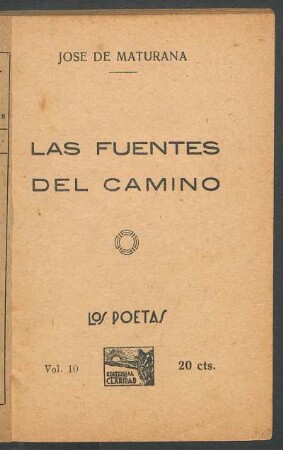 JOSE DE MATURANA
LAS FUENTES
DEL CAMINO
LOS POETAS
Vol. 10
EDITORIAL
CLARIDAD
20 cts.